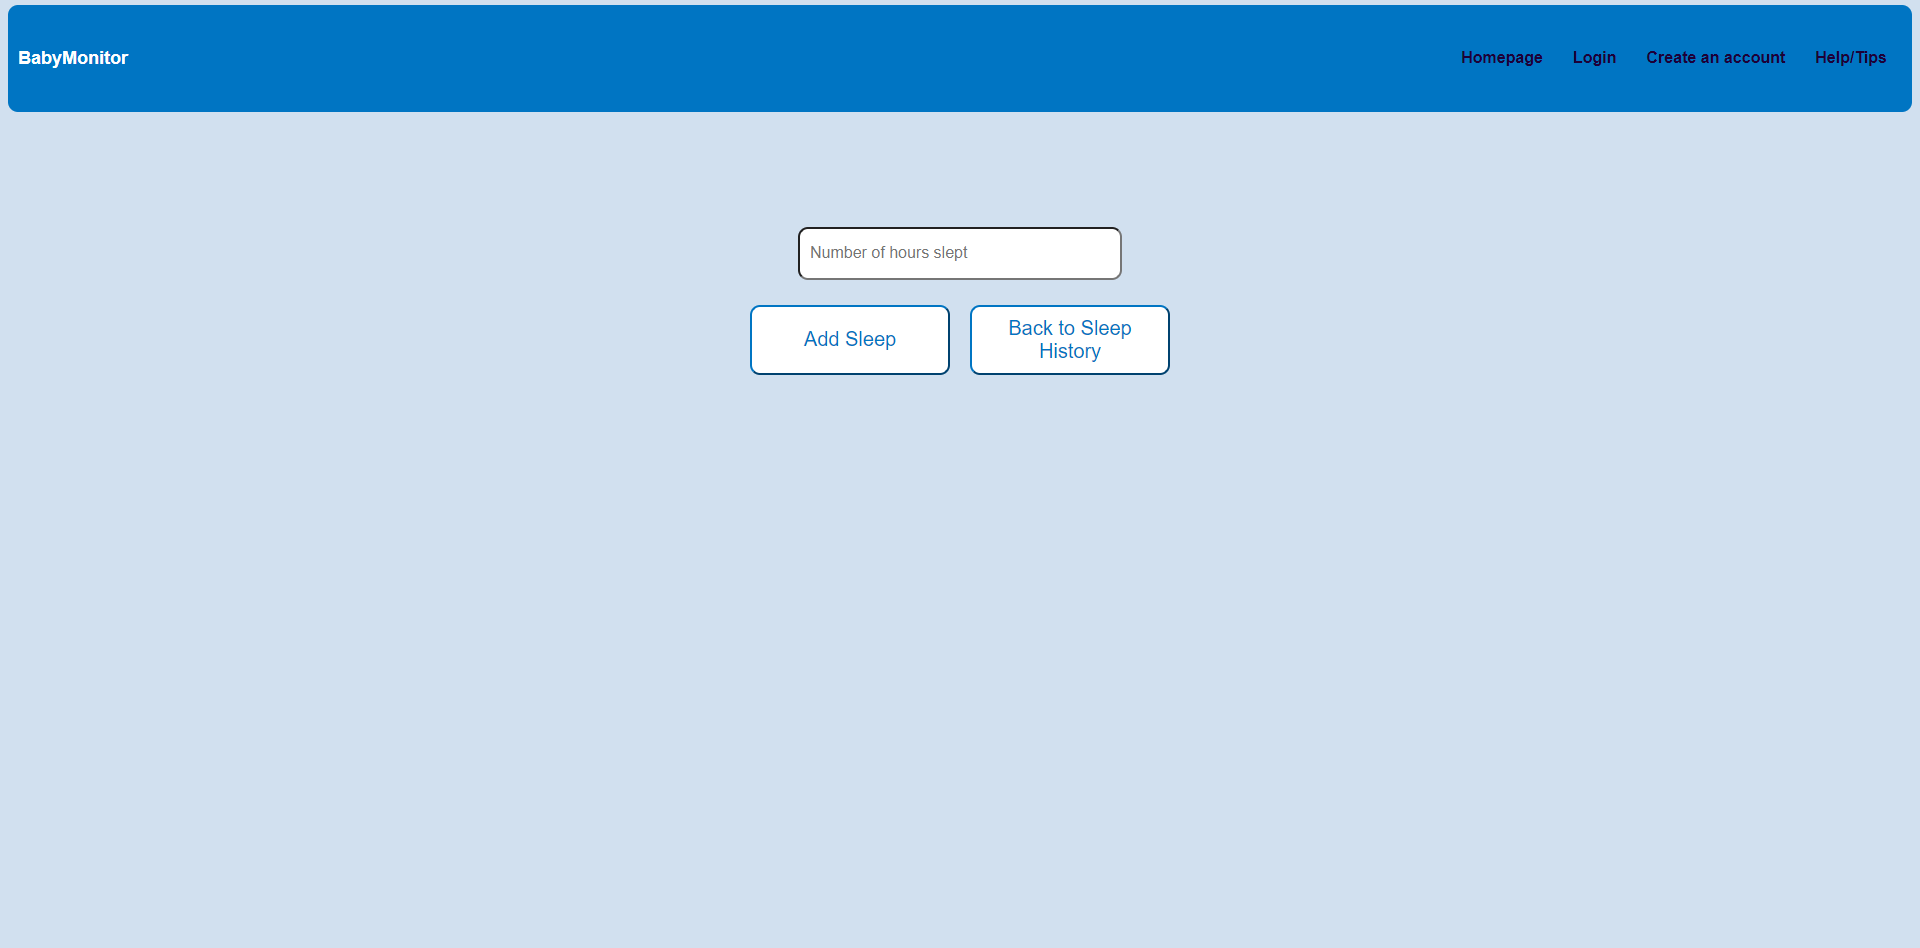 BabyMonitor
Homepage Login Create an account Help/Tips
Number of hours slept
Add Sleep
Back to Sleep
History